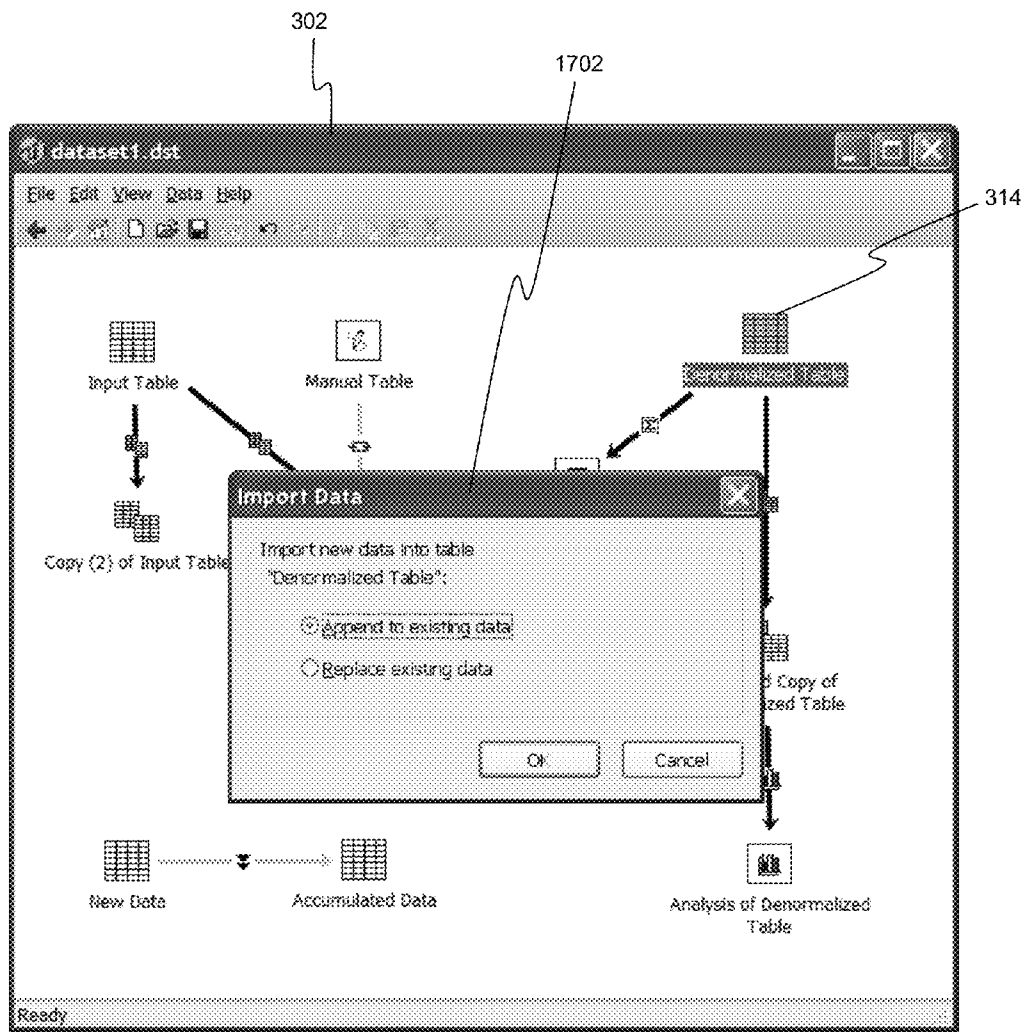 302
1702
dataset1.dst
File Edit View Data Help
314
Input Table
Manual Table
Denormalized Table
Copy (2) of Input Table
Import Data
Import new data into table
"Denormalized Table":
Append to existing data
Replace existing data
OK
Cancel
d Copy of
zed Table
New Data
Accumulated Data
Analysis of Denormalized
Table
Ready